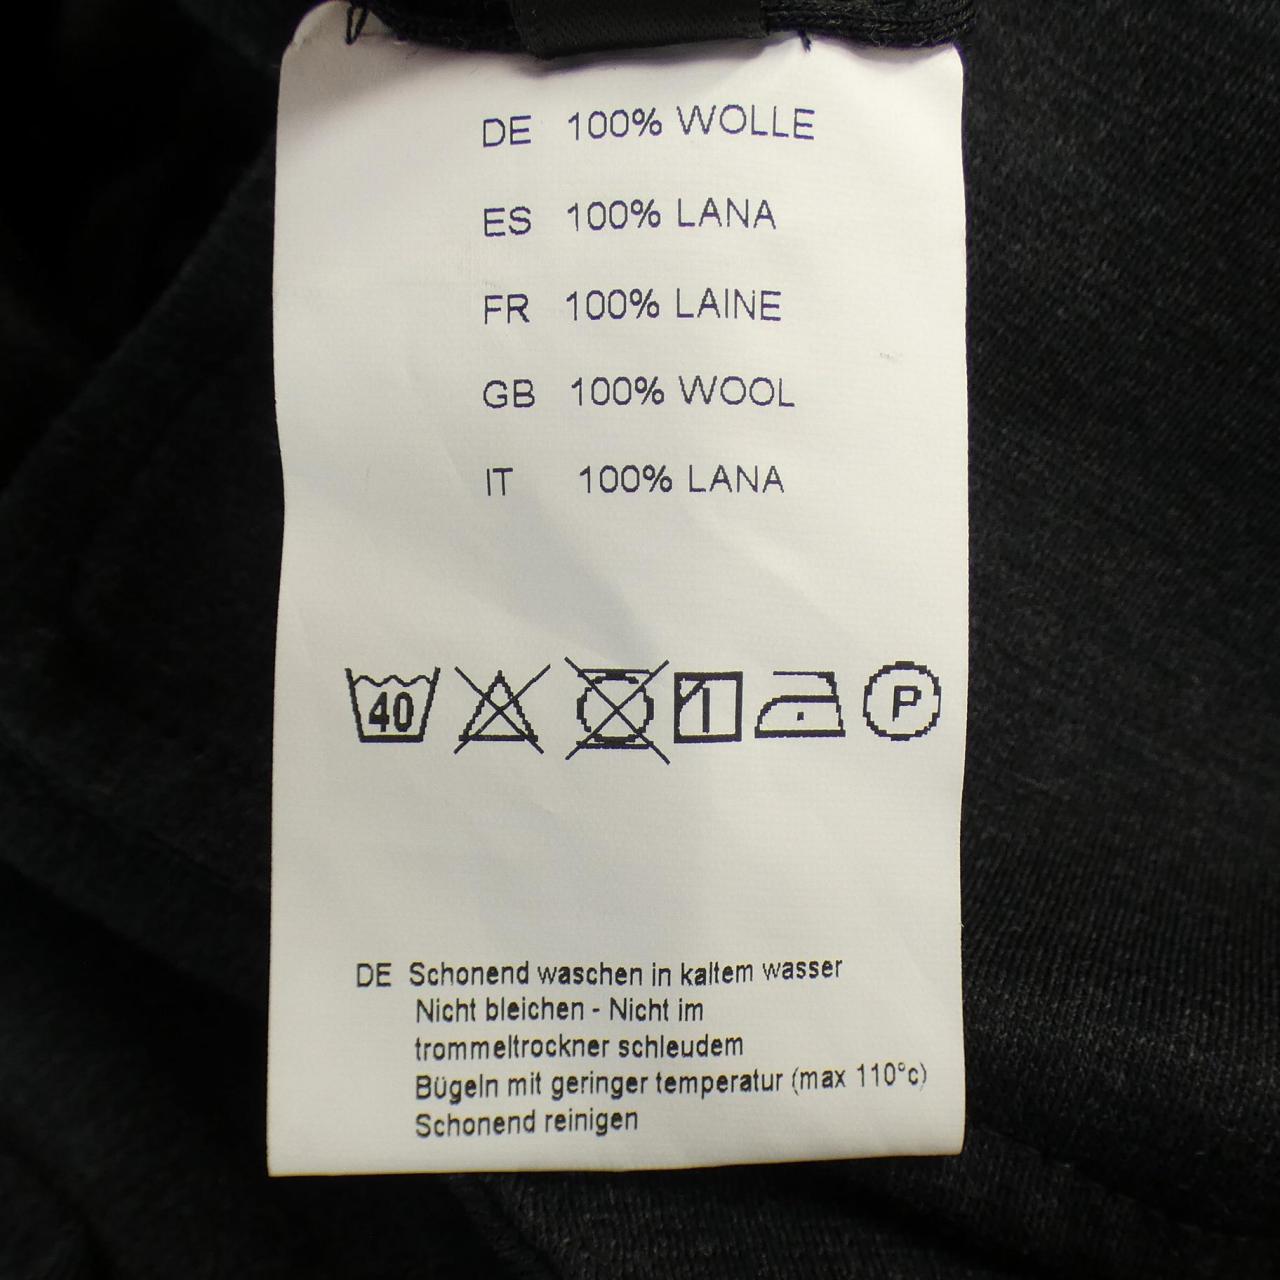 DE 100% WOLLE
ES 100% LANA
FR 100% LAINE
GB 100% WOOL
IT 100% LANA
40 P
DE Schonend waschen in kaltem wasser
Nicht bleichen - Nicht im
trommeltrockner schleudem
Bügeln mit geringer temperatur (max 110°c)
Schonend reinigen